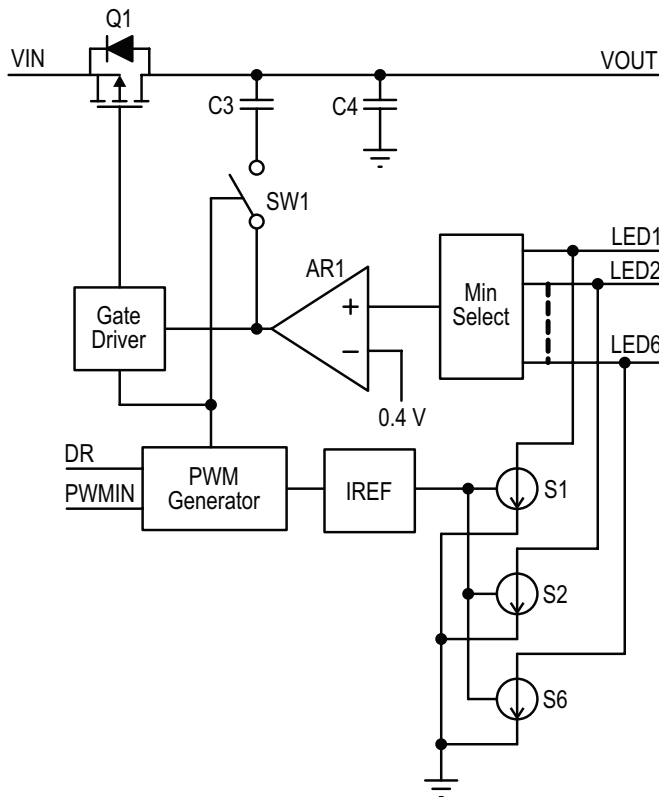 Q1
VIN
VOUT
C3
C4
SW1
LED1
AR1
LED2
Min
Select
+
Gate
Driver
−
LED6
0.4 V
DR
PWM
Generator
PWMIN
IREF
S1
S2
S6